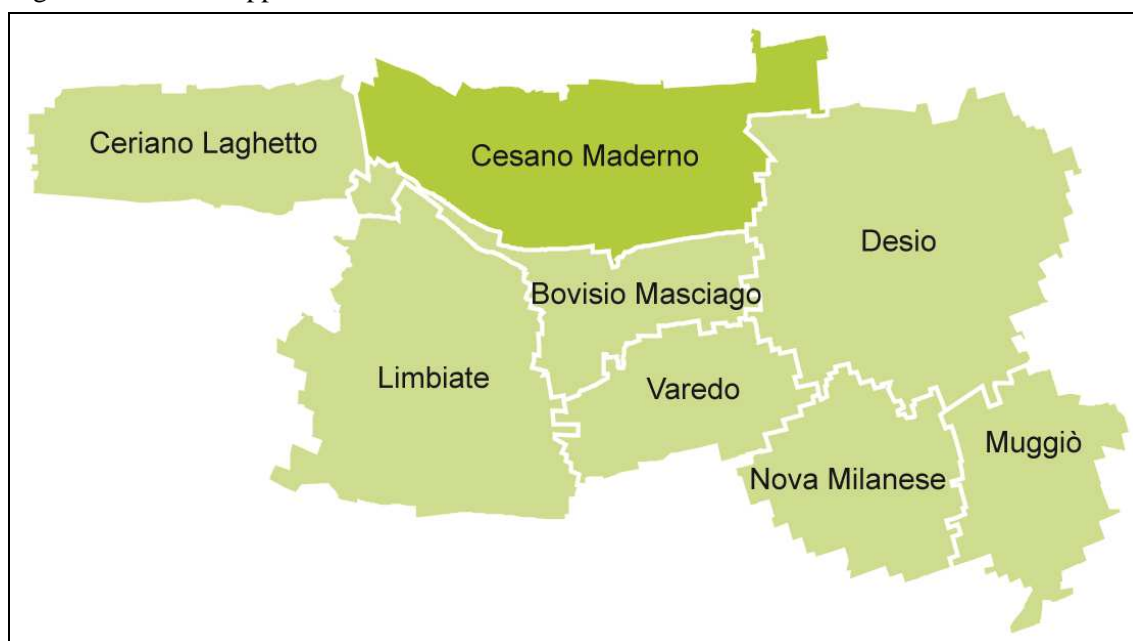 Ceriano Laghetto
Cesano Maderno
Desio
Bovisio Masciago
Limbiate
Varedo
Muggiò
Nova Milanese